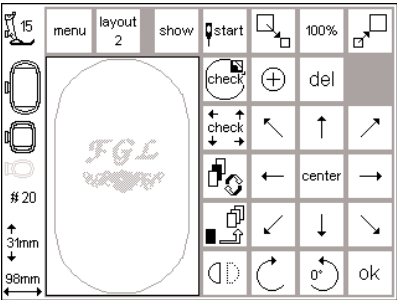 15
menu
layout
2
show
start
100%
check
del
check
FGL
center
#20
31mm
98mm
0°
ok